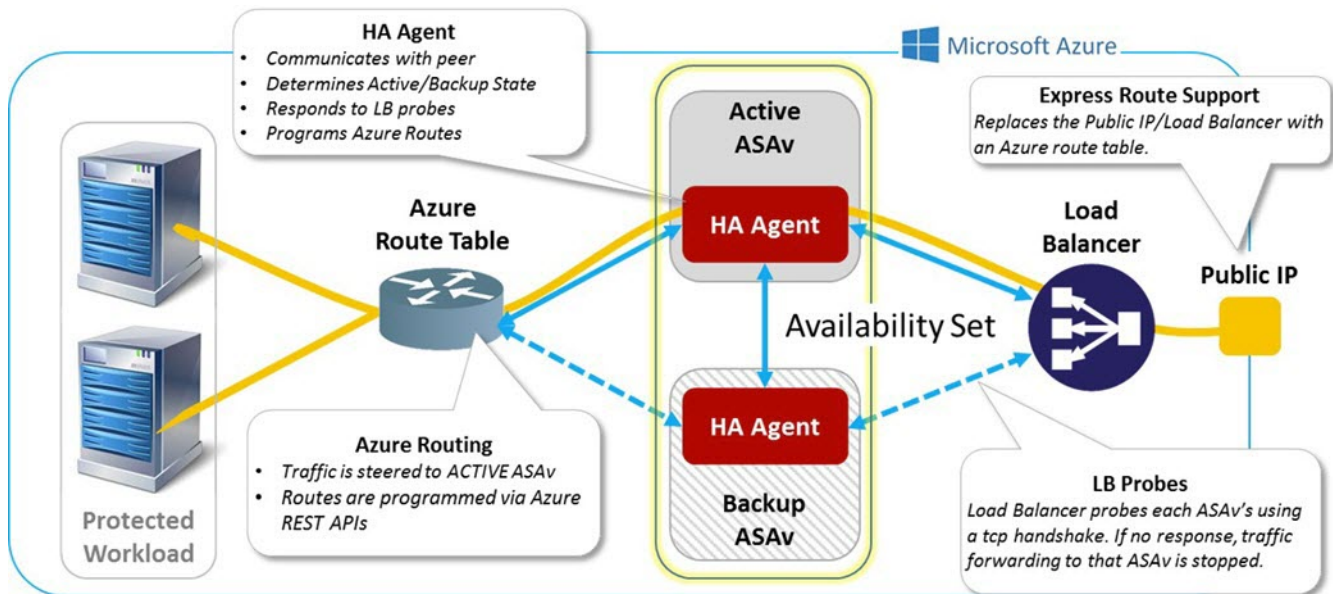 HA Agent
• Communicates with peer
• Determines Active/Backup State
• Responds to LB probes
• Programs Azure Routes
Microsoft Azure
Express Route Support
Replaces the Public IP/Load Balancer with
an Azure route table.
Active
ASAv
HA Agent
Azure
Route Table
Load
Balancer
Public IP
Availability Set
HA Agent
Backup
ASAv
Azure Routing
• Traffic is steered to ACTIVE ASAv
• Routes are programmed via Azure
REST APIs
Protected
Workload
LB Probes
Load Balancer probes each ASAv's using
a tcp handshake. If no response, traffic
forwarding to that ASAv is stopped.